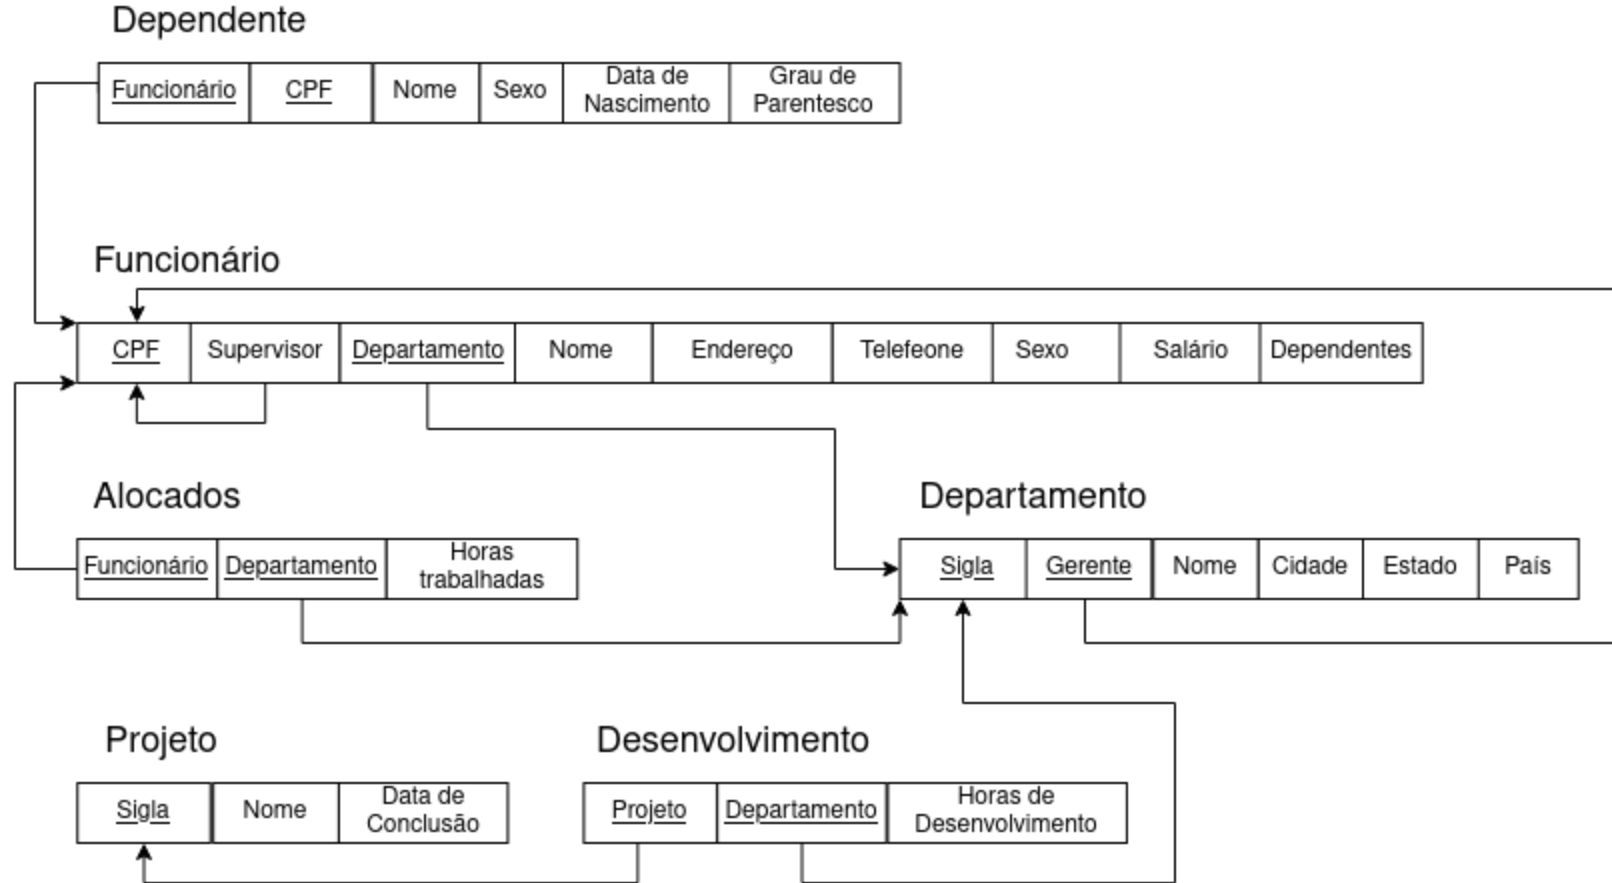 Dependente
Funcionário CPF Nome Sexo Data de Nascimento Grau de Parentesco
Funcionário
CPF Supervisor Departamento Nome Endereço Telefeone Sexo Salário Dependentes
Alocados
Funcionário Departamento Horas trabalhadas
Departamento
Sigla Gerente Nome Cidade Estado País
Projeto
Sigla Nome Data de Conclusão
Desenvolvimento
Projeto Departamento Horas de Desenvolvimento